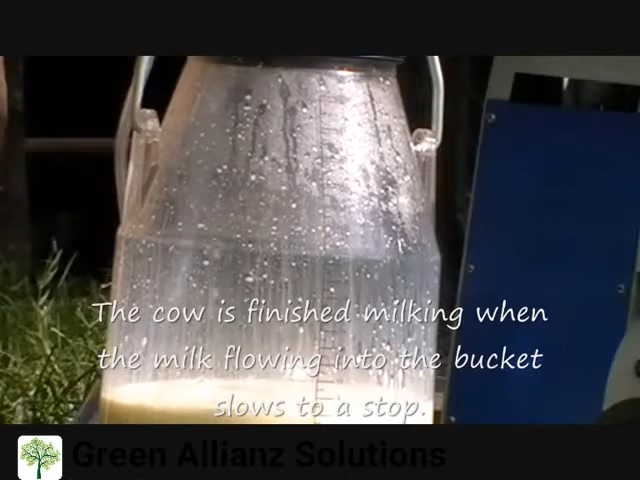 The cow is finished milking when
the milk flowing into the bucket
slows to a stop.
Green Allianz Solutions